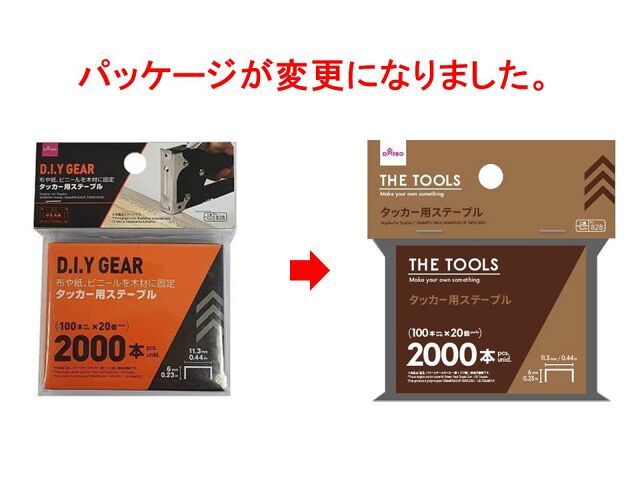 パッケージが変更になりました。
DAISO
D.I.Y GEAR
布や紙、ビニールを木材に固定
タッカー用ステープル
828
D.I.Y GEAR
布や紙、ビニールを木材に固定
タッカー用ステープル
(100本×20個)
2000本 pcs. unid.
11.3mm
0.44in
6mm
0.23in
DAISO
THE TOOLS
Make your own something
タッカー用ステープル
828
THE TOOLS
Make your own something
タッカー用ステープル
(100本×20個)
2000本 pcs. unid.
11.3mm/0.44in
6mm
0.23in